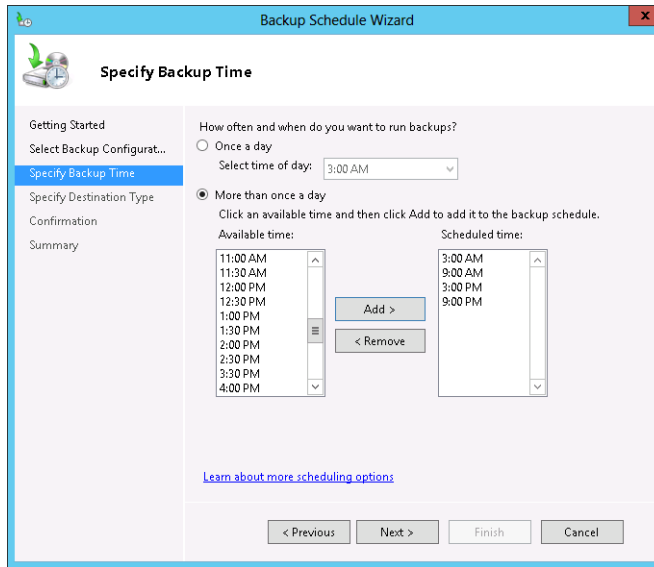 Backup Schedule Wizard
x
Specify Backup Time
Getting Started
Select Backup Configurat...
Specify Backup Time
Specify Destination Type
Confirmation
Summary
How often and when do you want to run backups?
Once a day
Select time of day: 3:00 AM
More than once a day
Click an available time and then click Add to add it to the backup schedule.
Available time:
11:00 AM
11:30 AM
12:00 PM
12:30 PM
1:00 PM
1:30 PM
2:00 PM
2:30 PM
3:30 PM
4:00 PM
Add >
< Remove
Scheduled time:
3:00 AM
9:00 AM
3:00 PM
9:00 PM
Learn about more scheduling options
< Previous Next > Finish Cancel